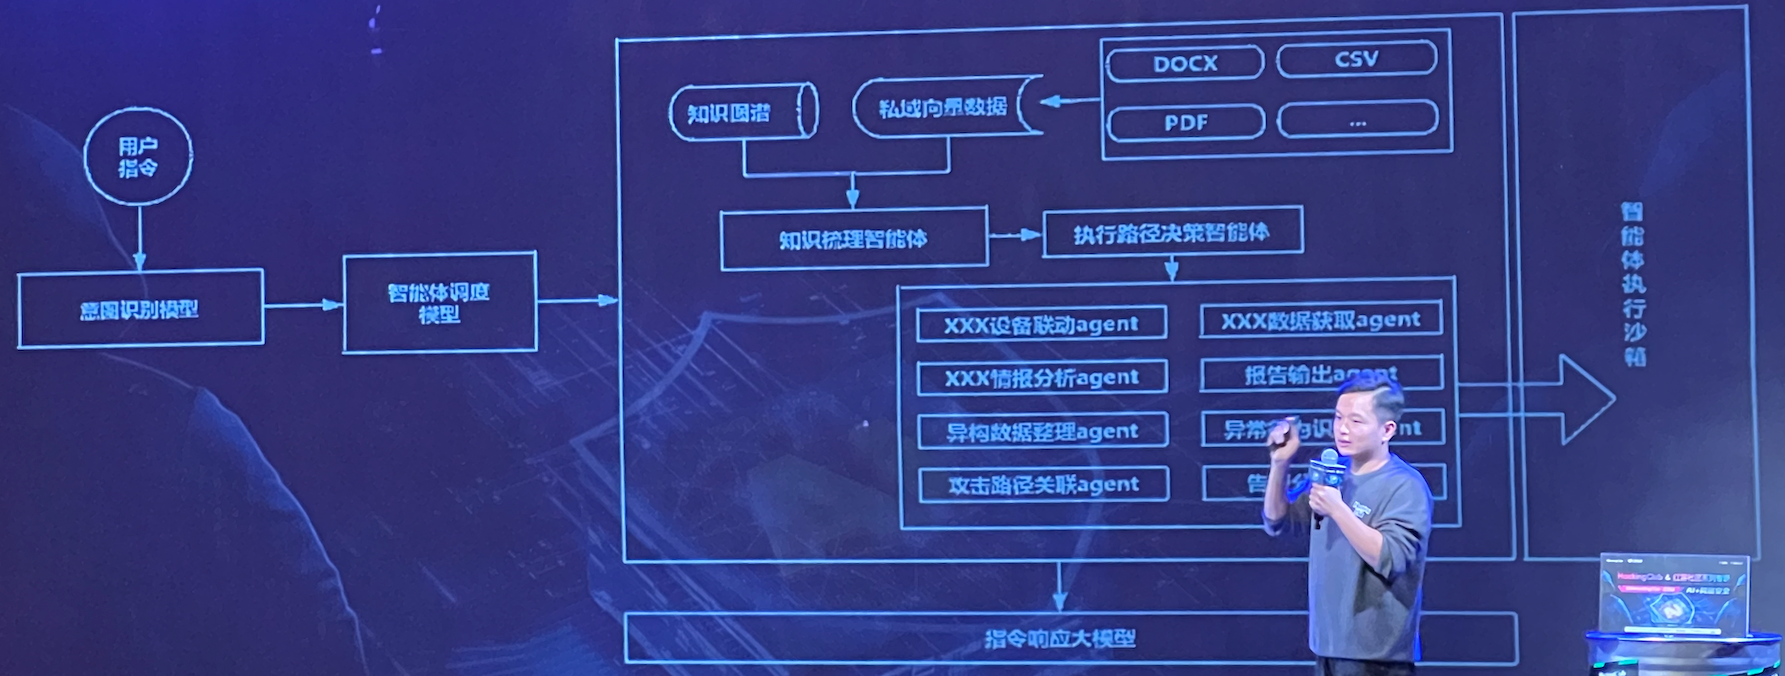 用户
指令
意图识别模型
智能体调度
模型
知识图谱
私域向量数据
DOCX
CSV
PDF
...
知识梳理智能体
执行路径决策智能体
XXX设备联动agent
XXX数据获取agent
XXX情报分析agent
报告输出agent
异构数据整理agent
异常
攻击路径关联agent
告
智能体执行沙箱
指令响应大模型